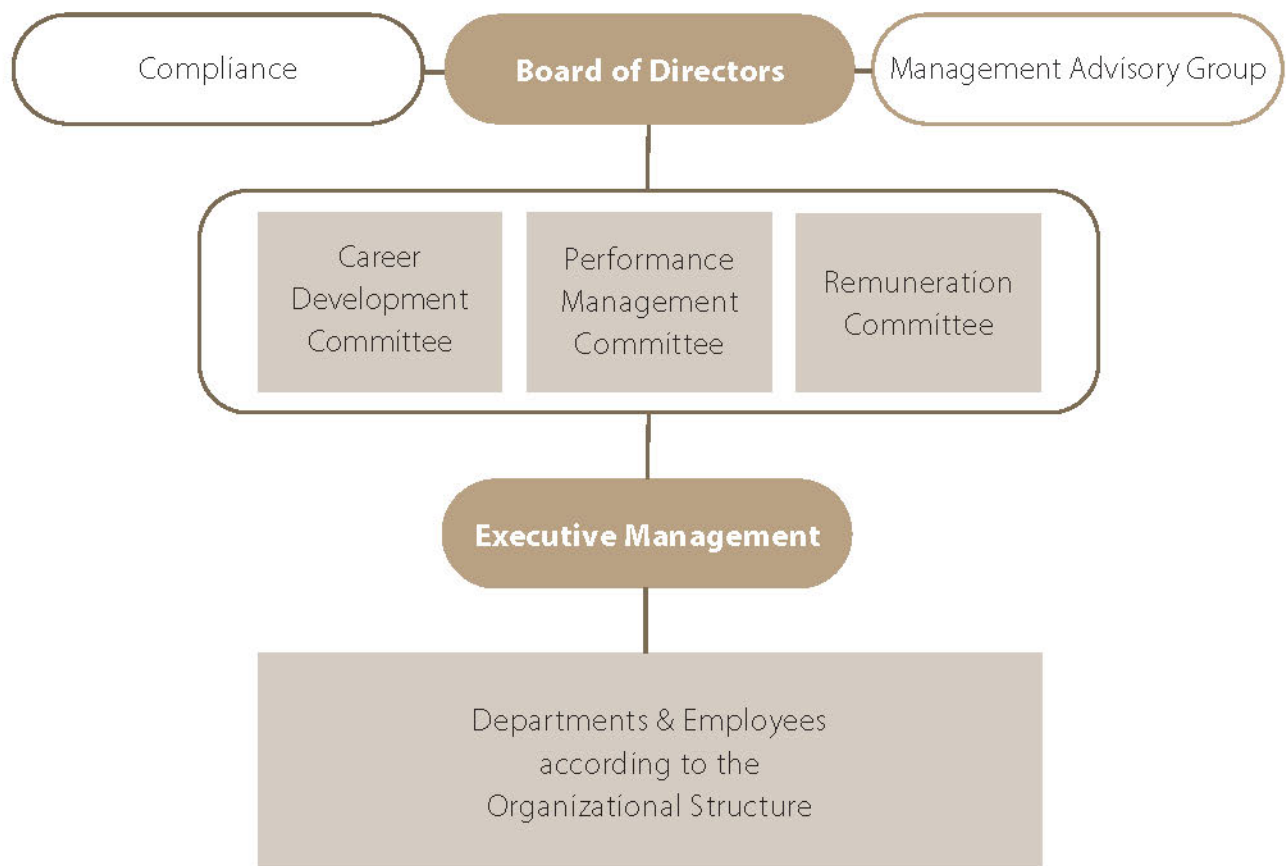 Compliance
Board of Directors
Management Advisory Group
Career
Development
Committee
Performance
Management
Committee
Remuneration
Committee
Executive Management
Departments & Employees
according to the
Organizational Structure